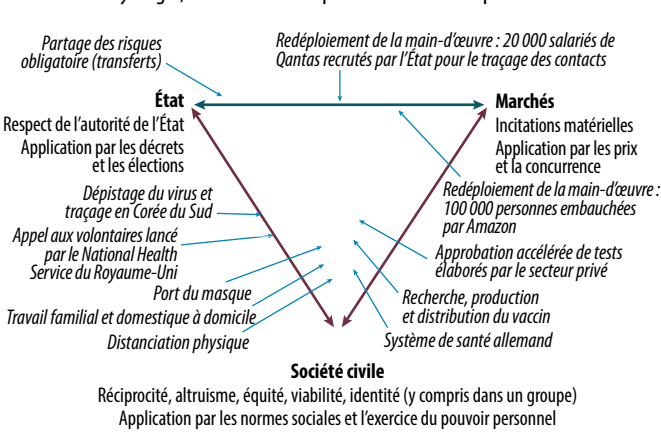 Partage des risques
obligatoire (transferts)
Redéploiement de la main-d'œuvre : 20 000 salariés de
Qantas recrutés par l'État pour le traçage des contacts
État
Respect de l'autorité de l'État
Application par les décrets
et les élections
Marchés
Incitations matérielles
Application par les prix
et la concurrence
Dépistage du virus et
traçage en Corée du Sud
Appel aux volontaires lancé
par le National Health
Service du Royaume-Uni
Port du masque
Travail familial et domestique à domicile
Distanciation physique
Redéploiement de la main-d'œuvre :
100 000 personnes embauchées
par Amazon
Approbation accélérée de tests
élaborés par le secteur privé
Recherche, production
et distribution du vaccin
Système de santé allemand
Société civile
Réciprocité, altruisme, équité, viabilité, identité (y compris dans un groupe)
Application par les normes sociales et l'exercice du pouvoir personnel